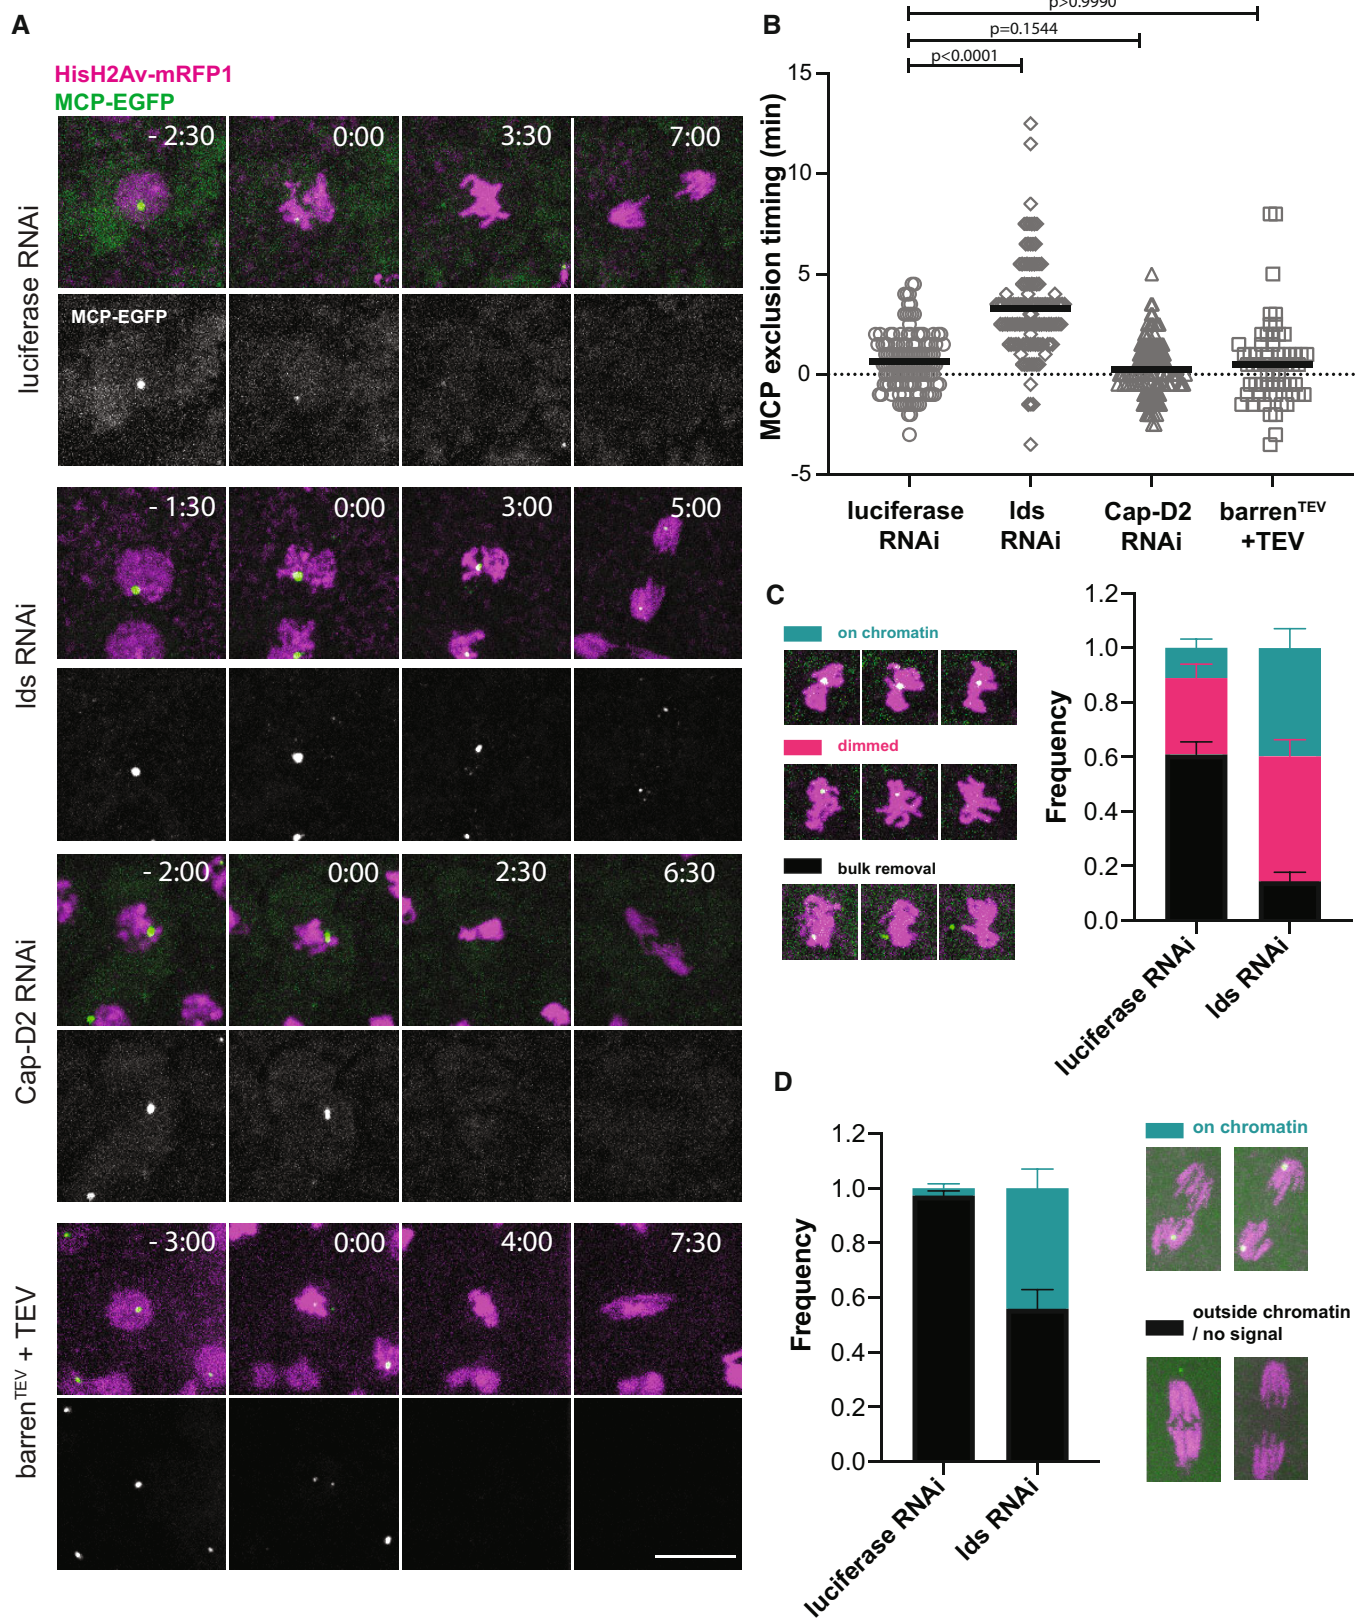 A
HisH2Av-mRFP1
MCP-EGFP
luciferase RNAi
- 2:30
0:00
3:30
7:00
MCP-EGFP
lds RNAi
- 1:30
0:00
3:00
5:00
Cap-D2 RNAi
- 2:00
0:00
2:30
6:30
barrenTEV + TEV
- 3:00
0:00
4:00
7:30
B
p>0.9990
p=0.1544
p<0.0001
MCP exclusion timing (min)
15
10
5
0
-5
luciferase RNAi
lds RNAi
Cap-D2 RNAi
barrenTEV +TEV
C
on chromatin
dimmed
bulk removal
Frequency
1.2
1.0
0.8
0.6
0.4
0.2
0.0
luciferase RNAi
lds RNAi
D
Frequency
1.2
1.0
0.8
0.6
0.4
0.2
0.0
luciferase RNAi
lds RNAi
on chromatin
outside chromatin
/ no signal